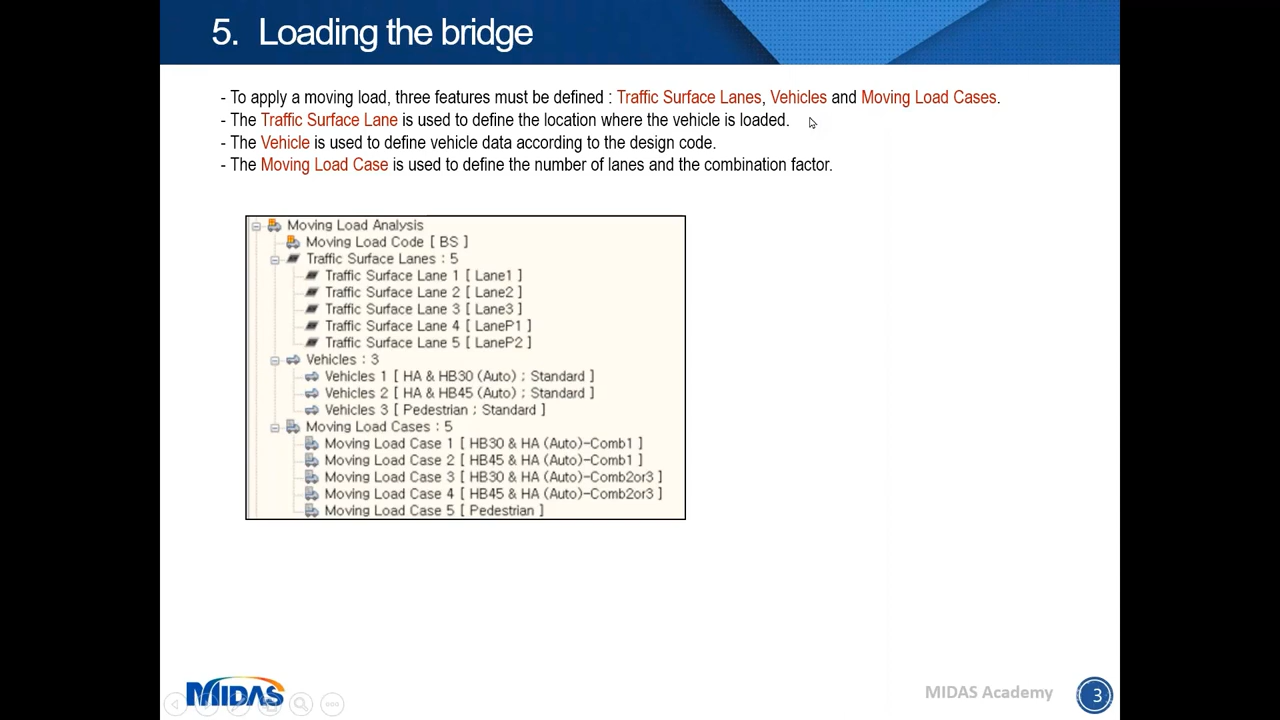 5. Loading the bridge
- To apply a moving load, three features must be defined : Traffic Surface Lanes, Vehicles and Moving Load Cases.
- The Traffic Surface Lane is used to define the location where the vehicle is loaded.
- The Vehicle is used to define vehicle data according to the design code.
- The Moving Load Case is used to define the number of lanes and the combination factor.
Moving Load Analysis
Moving Load Code [ BS ]
Traffic Surface Lanes : 5
Traffic Surface Lane 1 [ Lane1 ]
Traffic Surface Lane 2 [ Lane2 ]
Traffic Surface Lane 3 [ Lane3 ]
Traffic Surface Lane 4 [ LaneP1 ]
Traffic Surface Lane 5 [ LaneP2 ]
Vehicles : 3
Vehicles 1 [ HA & HB30 (Auto) ; Standard ]
Vehicles 2 [ HA & HB45 (Auto) ; Standard ]
Vehicles 3 [ Pedestrian ; Standard ]
Moving Load Cases : 5
Moving Load Case 1 [ HB30 & HA (Auto)-Comb1 ]
Moving Load Case 2 [ HB45 & HA (Auto)-Comb1 ]
Moving Load Case 3 [ HB30 & HA (Auto)-Comb2or3 ]
Moving Load Case 4 [ HB45 & HA (Auto)-Comb2or3 ]
Moving Load Case 5 [ Pedestrian ]
MIDAS
MIDAS Academy
3